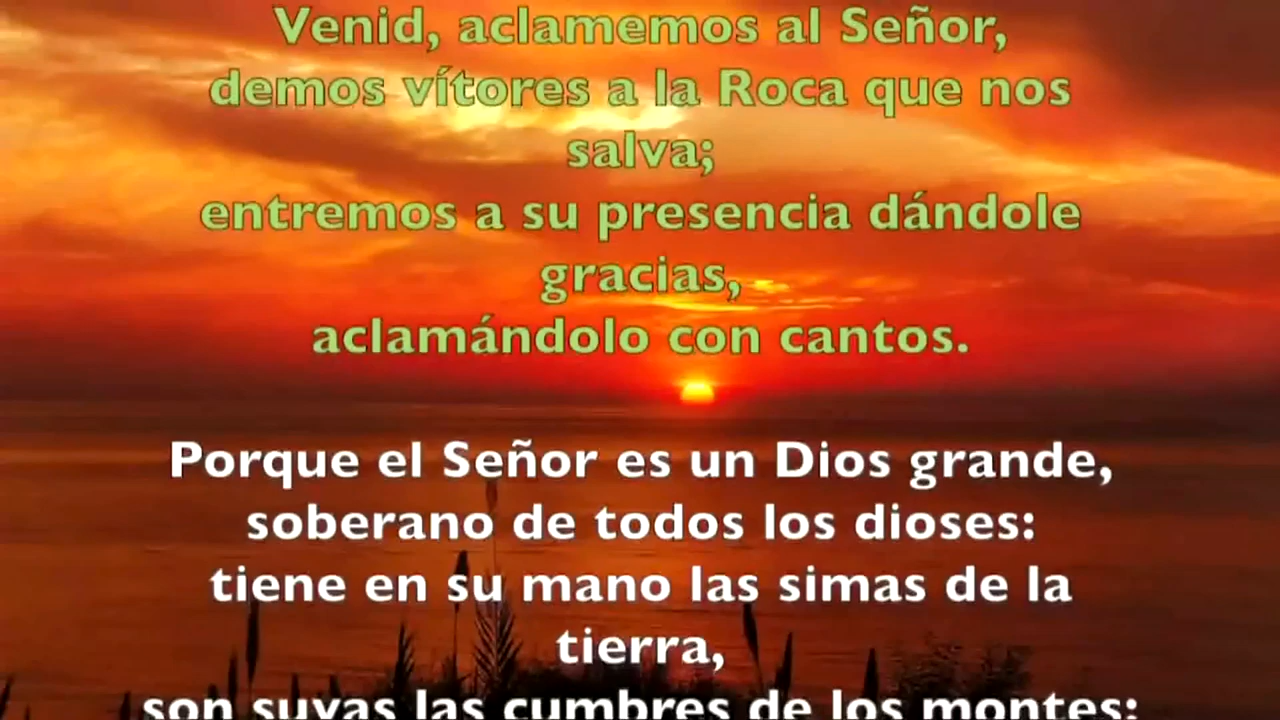 Venid, aclamemos al Señor,
demos vítores a la Roca que nos
salva;
entremos a su presencia dándole
gracias,
aclamándolo con cantos.
Porque el Señor es un Dios grande,
soberano de todos los dioses:
tiene en su mano las simas de la
tierra,
son suyas las cumbres de los montes;